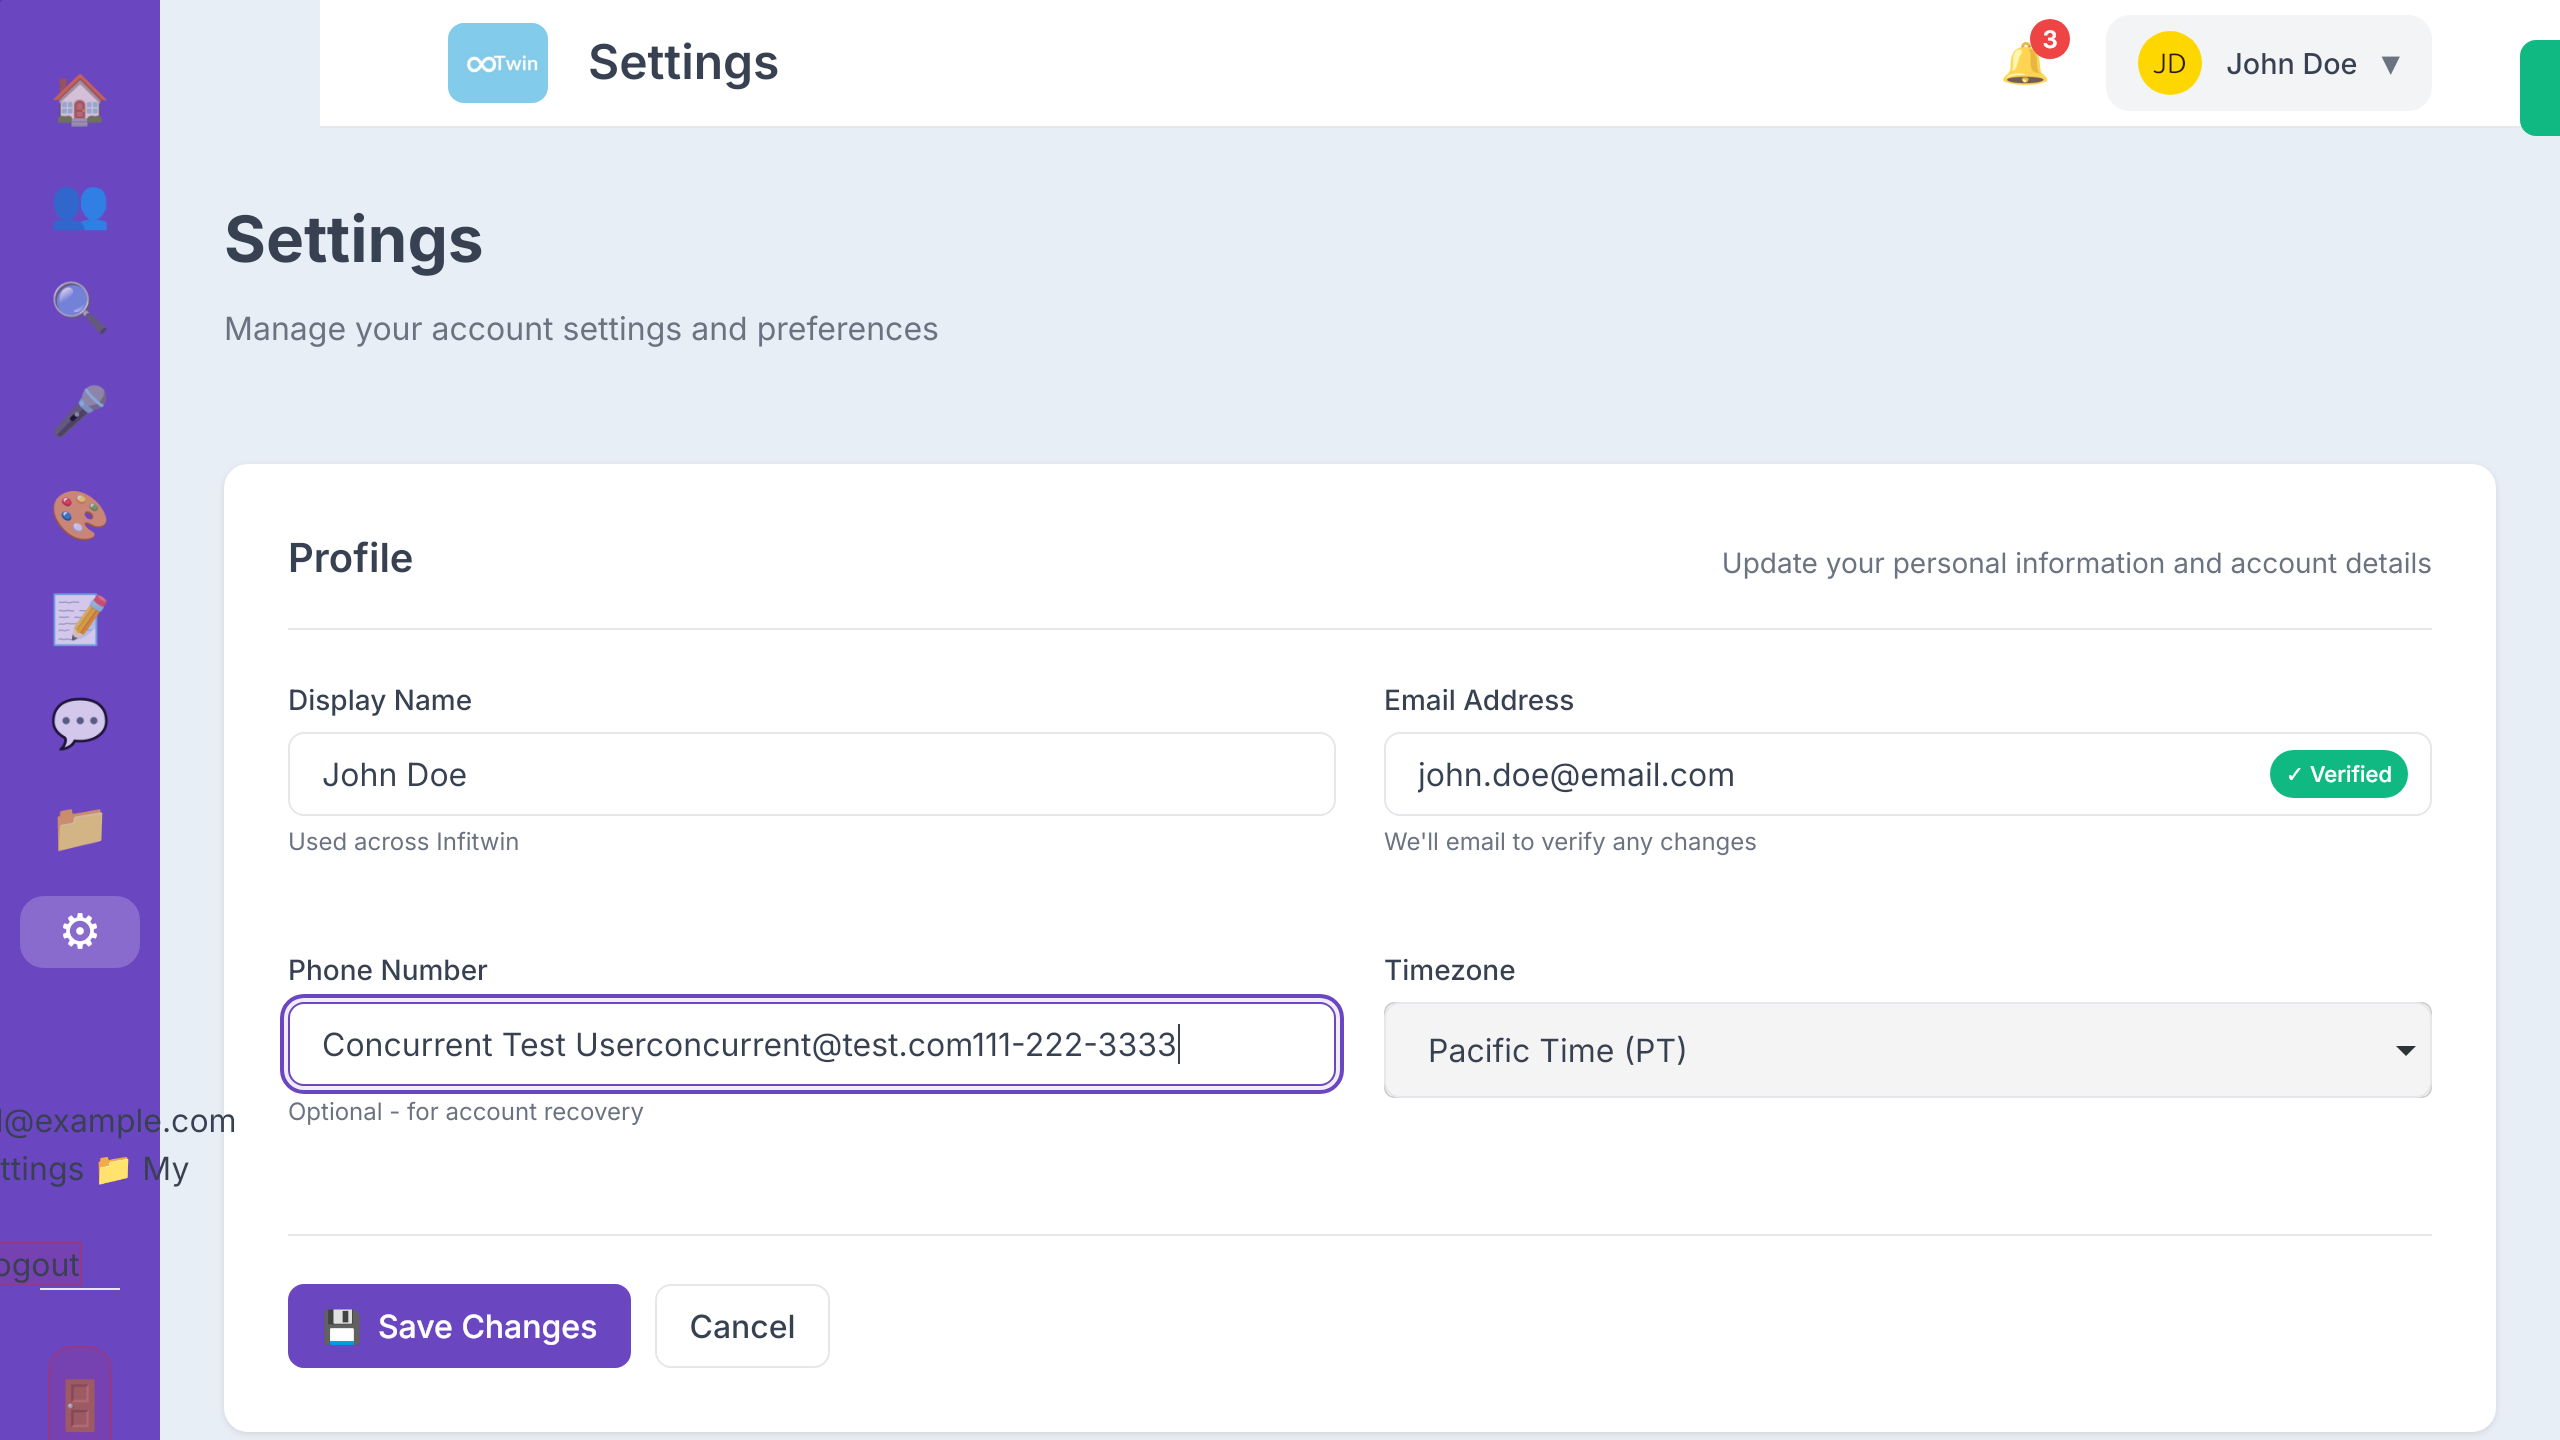 ∞Twin
Settings
3
JD
John Doe ▼
Settings
Manage your account settings and preferences
Profile
Update your personal information and account details
Display Name
John Doe
Used across Infitwin
Email Address
john.doe@email.com
✓ Verified
We'll email to verify any changes
Phone Number
Concurrent Test Userconcurrent@test.com111-222-3333
Optional - for account recovery
Timezone
Pacific Time (PT)
@example.com
ttings 📁 My
ogout
💾 Save Changes
Cancel